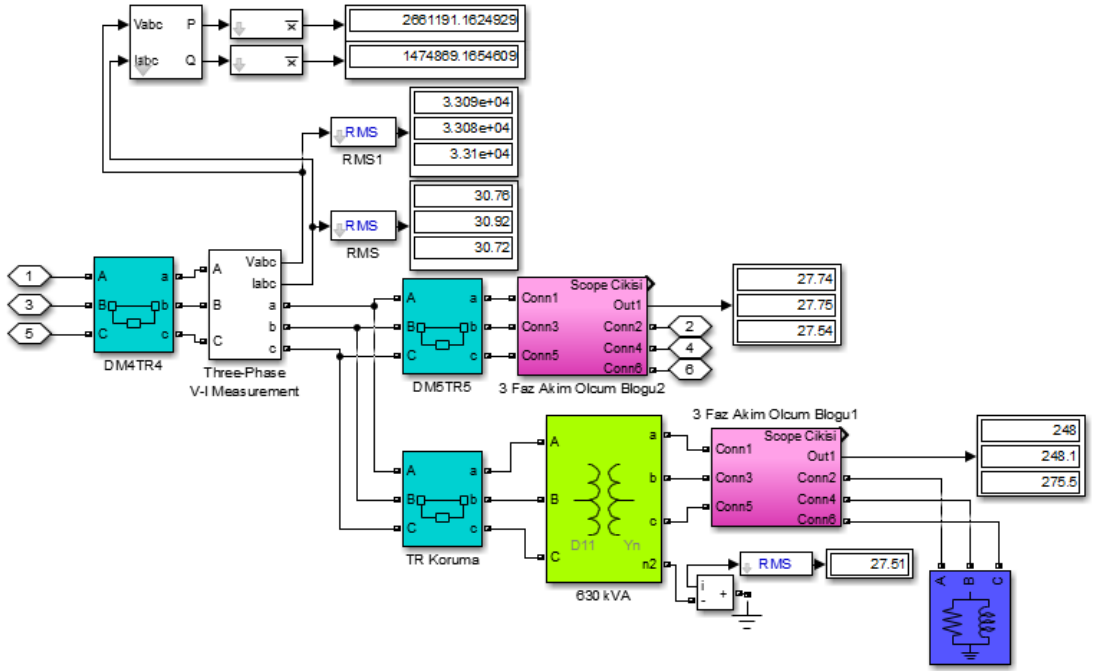 Vabc P
x
2661191.1624929
Iabc Q
x
1474869.1654609
RMS
RMS1
3.309e+04
3.308e+04
3.31e+04
RMS
RMS
30.76
30.92
30.72
1
3
5
A a
B b
C c
DM4TR4
A
B
C
Vabc
Iabc
a
b
c
Three-Phase
V-I Measurement
A a
B b
C c
DM5TR5
Scope Cikisi
Conn1 Out1
Conn3 Conn2
Conn4
Conn5
Conn6
3 Faz Akim Olcum Blogu2
2
4
6
27.74
27.75
27.54
A a
B b
C c
TR Koruma
A a
B b
C c
n2
D11 Yn
630 kVA
3 Faz Akim Olcum Blogu1
Scope Cikisi
Conn1 Out1
Conn3 Conn2
Conn4
Conn5
Conn6
248
248.1
275.5
i
- +
RMS
27.51
A B C